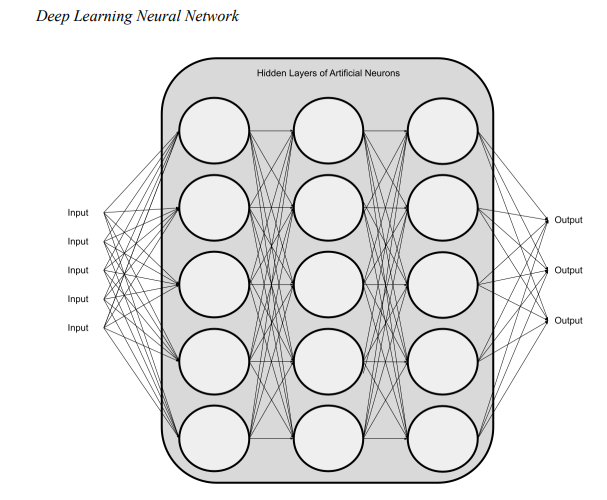 Deep Learning Neural Network
Hidden Layers of Artificial Neurons
Input
Input
Input
Input
Input
Output
Output
Output